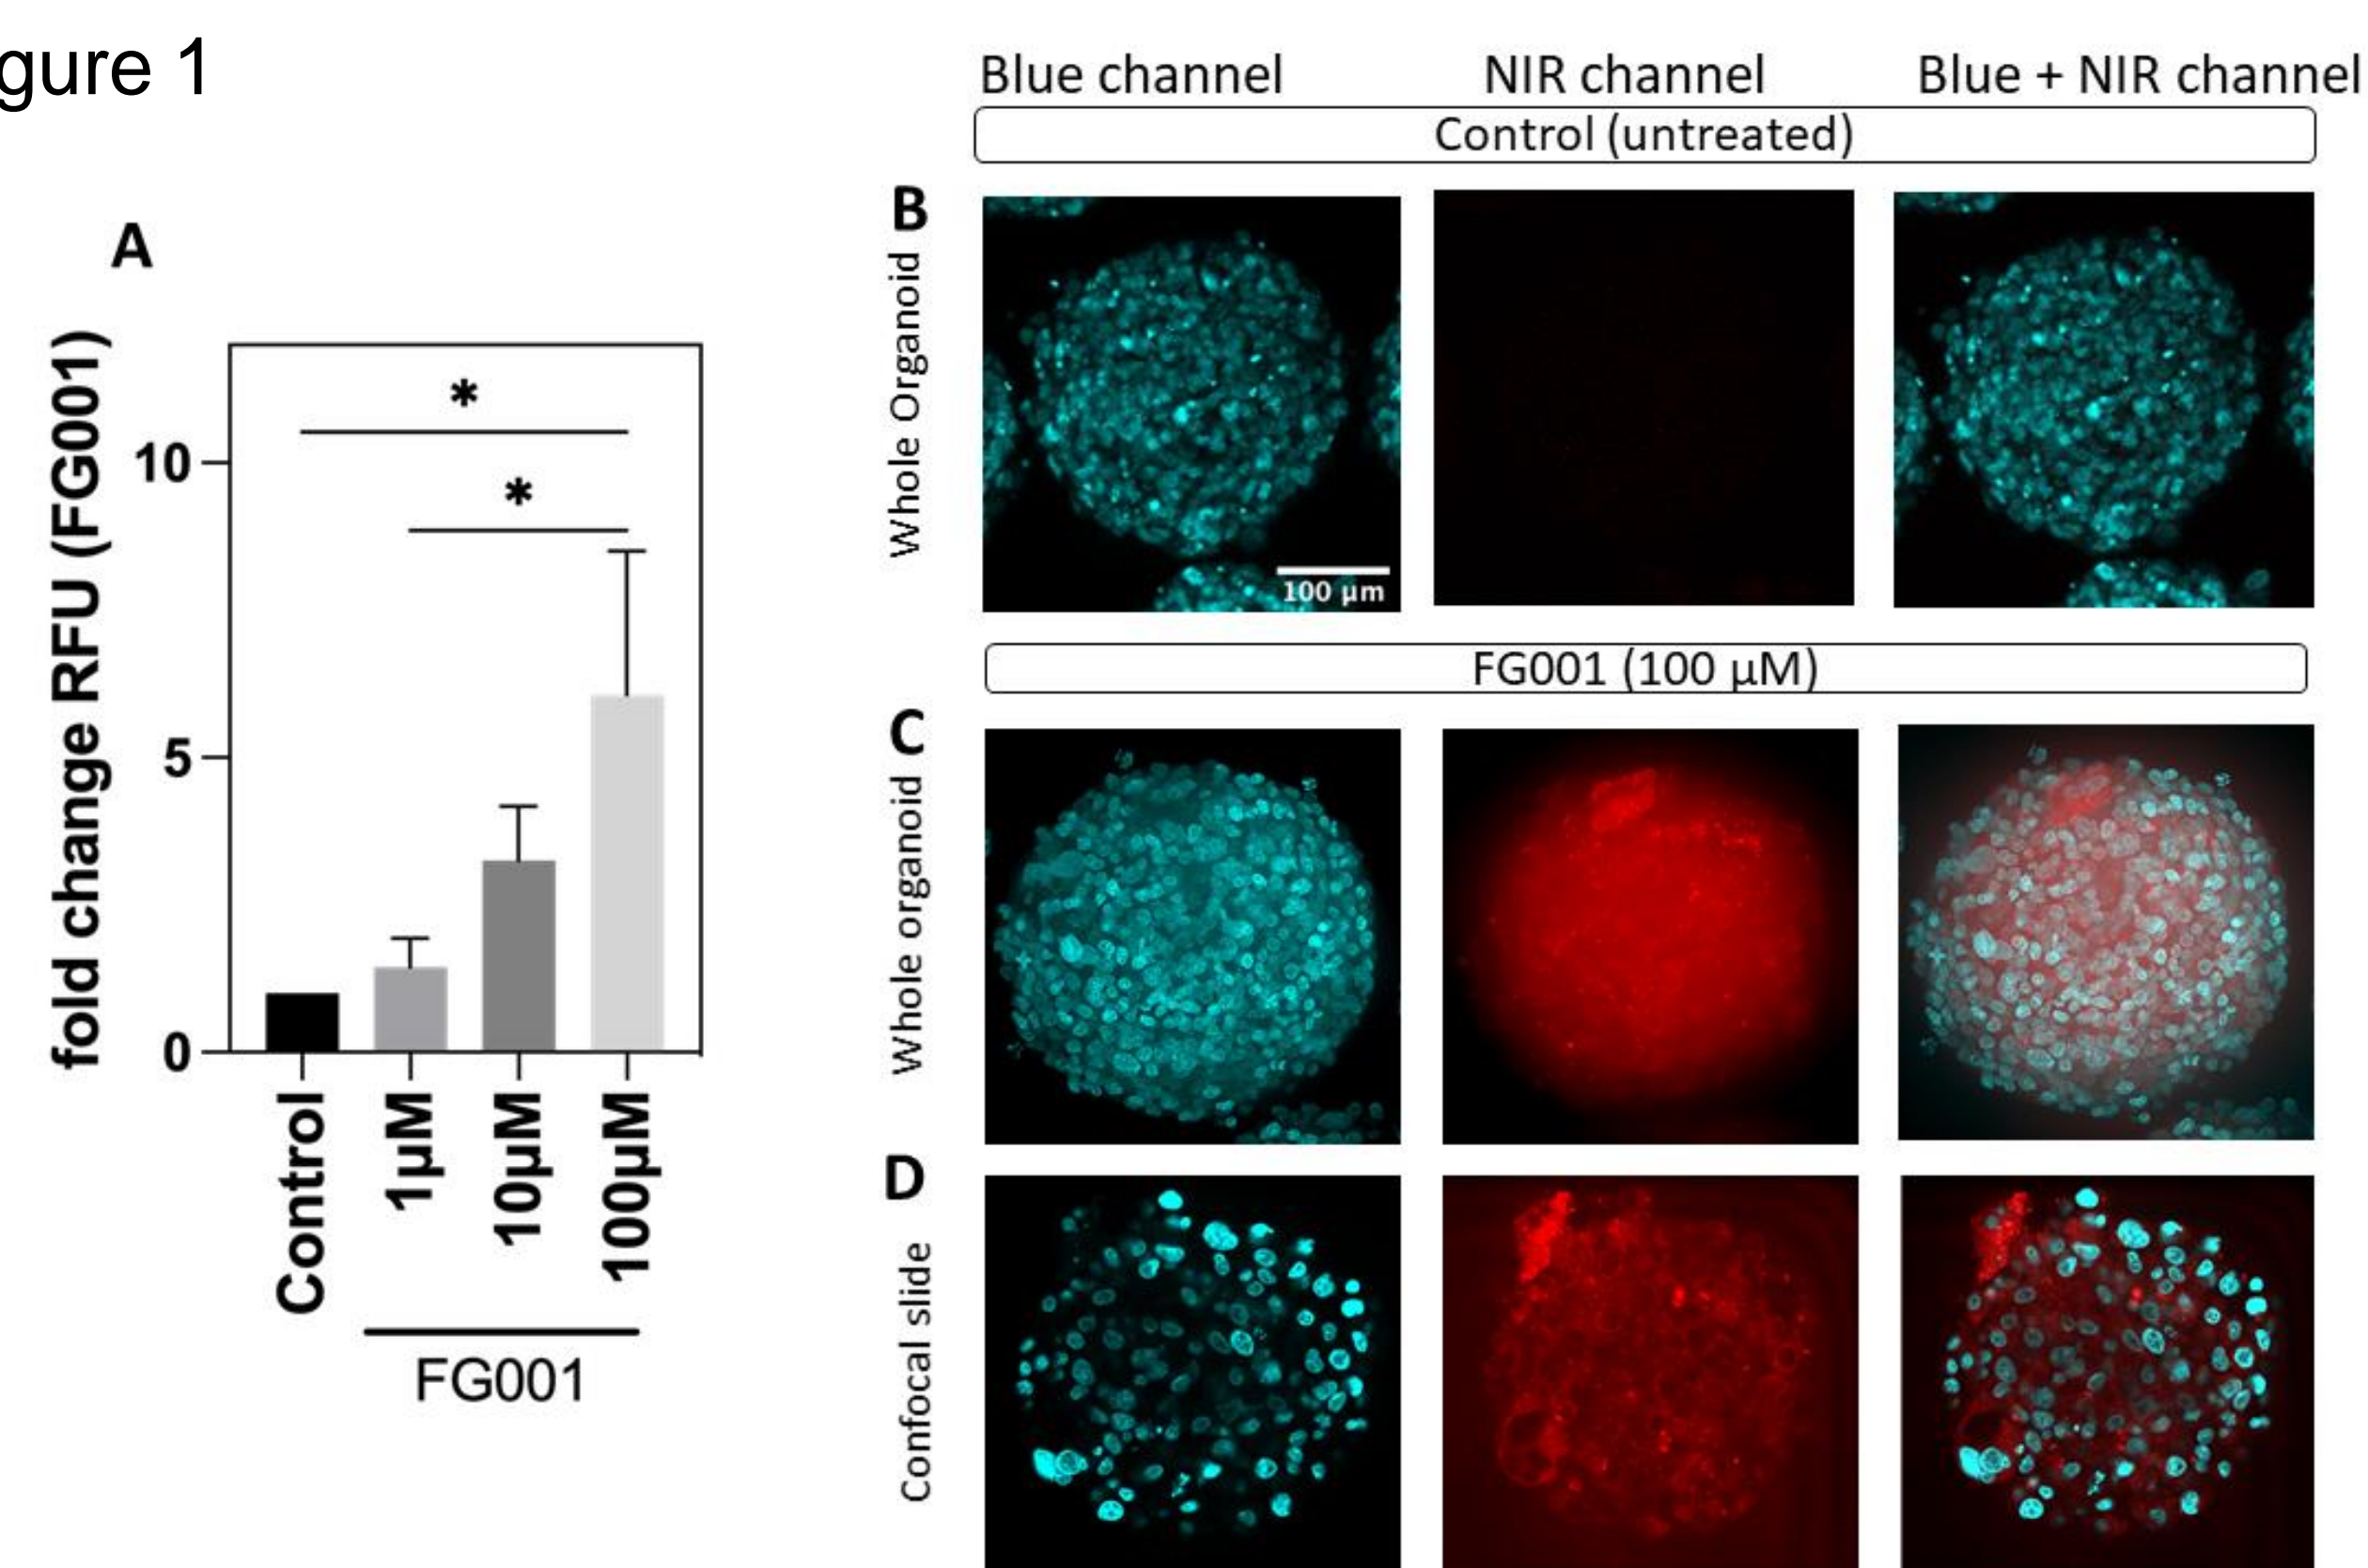 gure 1
A
fold change RFU (FG001)
10
5
0
*
*
Control
1µM
10µM
100µM
FG001
Blue channel
NIR channel
Blue + NIR channel
Control (untreated)
B
Whole Organoid
100 µm
FG001 (100 µM)
C
Whole organoid
D
Confocal slide